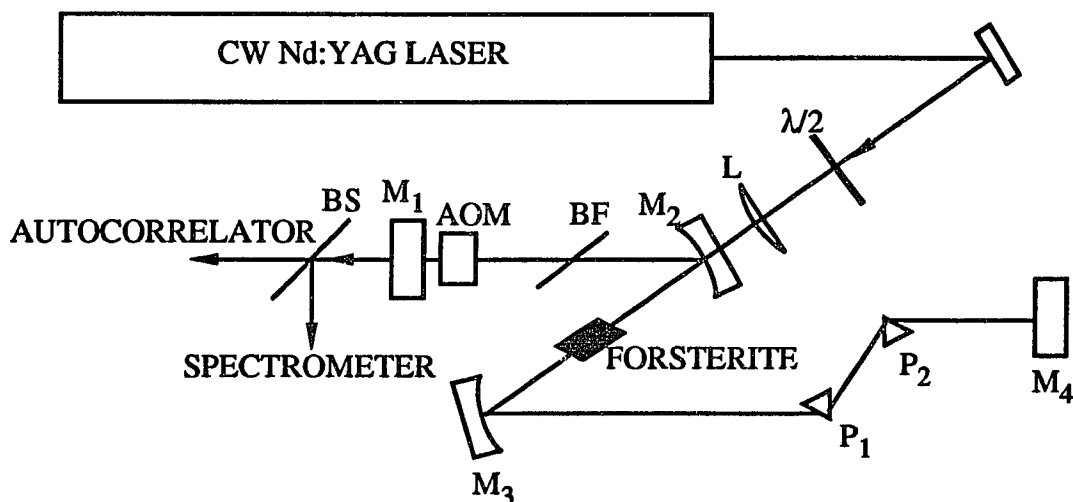 CW Nd:YAG LASER
λ/2
L
M2
BF
AOM
M1
BS
AUTOCORRELATOR
SPECTROMETER
FORSTERITE
P2
M4
P1
M3